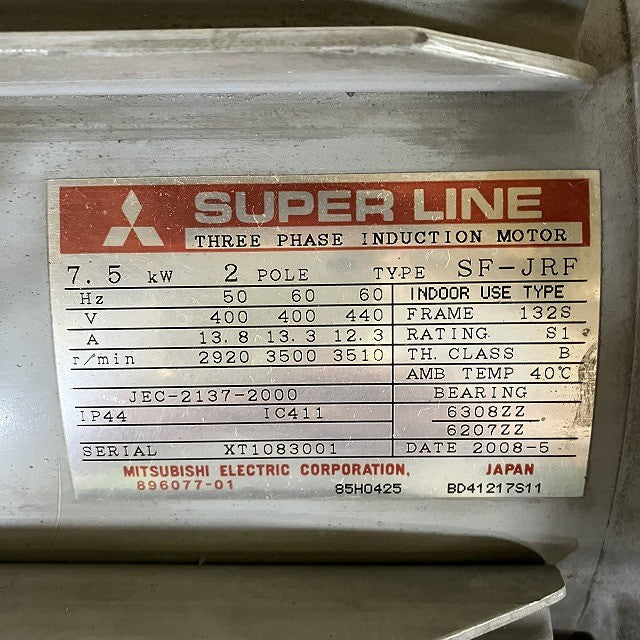 SUPER LINE
THREE PHASE INDUCTION MOTOR
7.5 kW 2 POLE TYPE SF-JRF
Hz 50 60 60 INDOOR USE TYPE
V 400 400 440 FRAME 132S
A 13.8 13.3 12.3 RATING S1
r/min 2920 3500 3510 TH. CLASS B
AMB TEMP 40℃
JEC-2137-2000 BEARING
IP44 IC411 6308ZZ
6207ZZ
SERIAL XT1083001 DATE 2008-5
MITSUBISHI ELECTRIC CORPORATION, JAPAN
896077-01 85H0425 BD41217S11